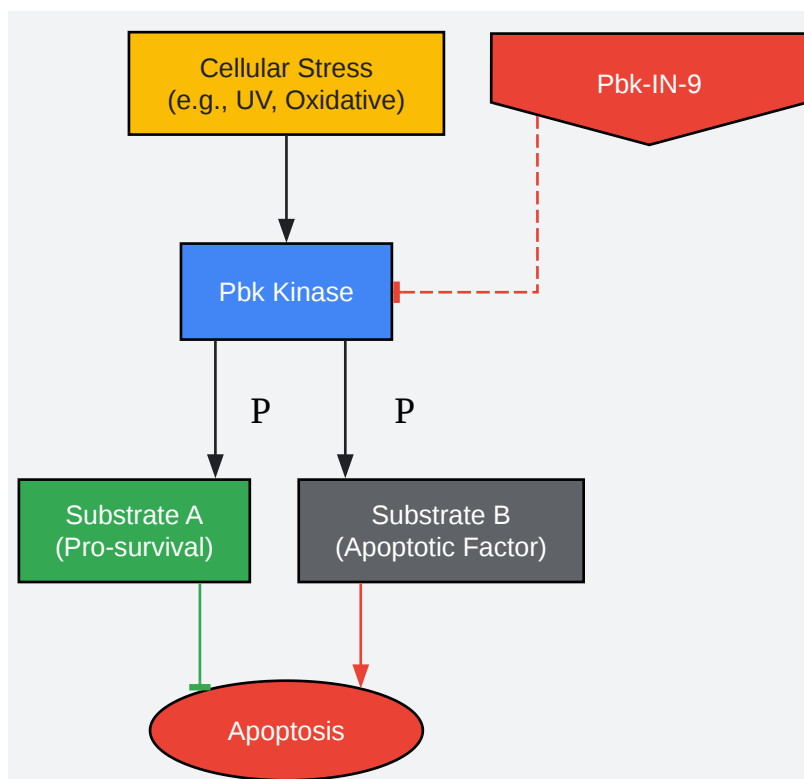 Cellular Stress
(e.g., UV, Oxidative)
Pbk-IN-9
Pbk Kinase
P
P
Substrate A
(Pro-survival)
Substrate B
(Apoptotic Factor)
Apoptosis